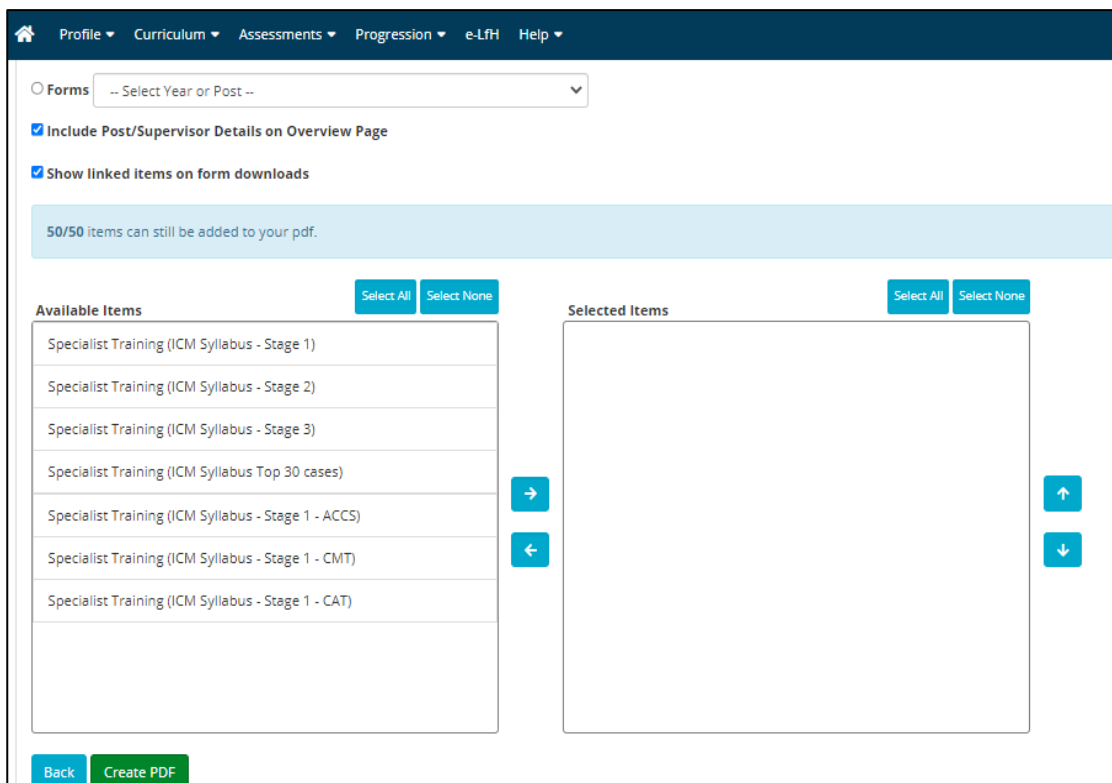 Profile Curriculum Assessments Progression e-LfH Help
Forms -- Select Year or Post --
Include Post/Supervisor Details on Overview Page
Show linked items on form downloads
50/50 items can still be added to your pdf.
Available Items Select All Select None Selected Items Select All Select None
Specialist Training (ICM Syllabus - Stage 1)
Specialist Training (ICM Syllabus - Stage 2)
Specialist Training (ICM Syllabus - Stage 3)
Specialist Training (ICM Syllabus Top 30 cases)
Specialist Training (ICM Syllabus - Stage 1 - ACCS)
Specialist Training (ICM Syllabus - Stage 1 - CMT)
Specialist Training (ICM Syllabus - Stage 1 - CAT)
Back Create PDF